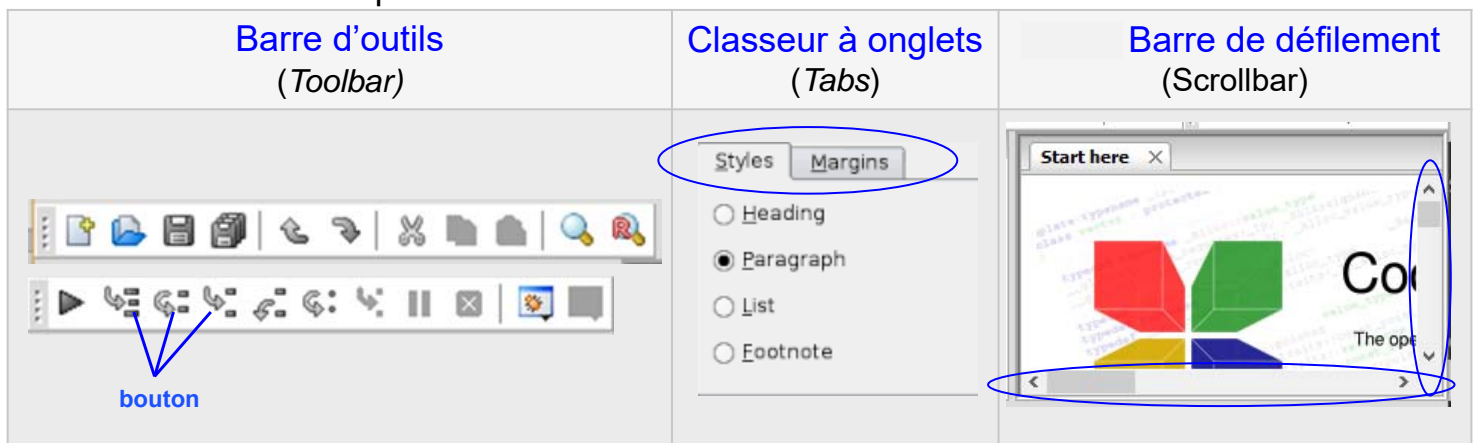 Barre d’outils
(Toolbar)
Classeur à onglets
(Tabs)
Barre de défilement
(Scrollbar)
bouton
Styles Margins
Heading
Paragraph
List
Footnote
Start here
Co
The ope